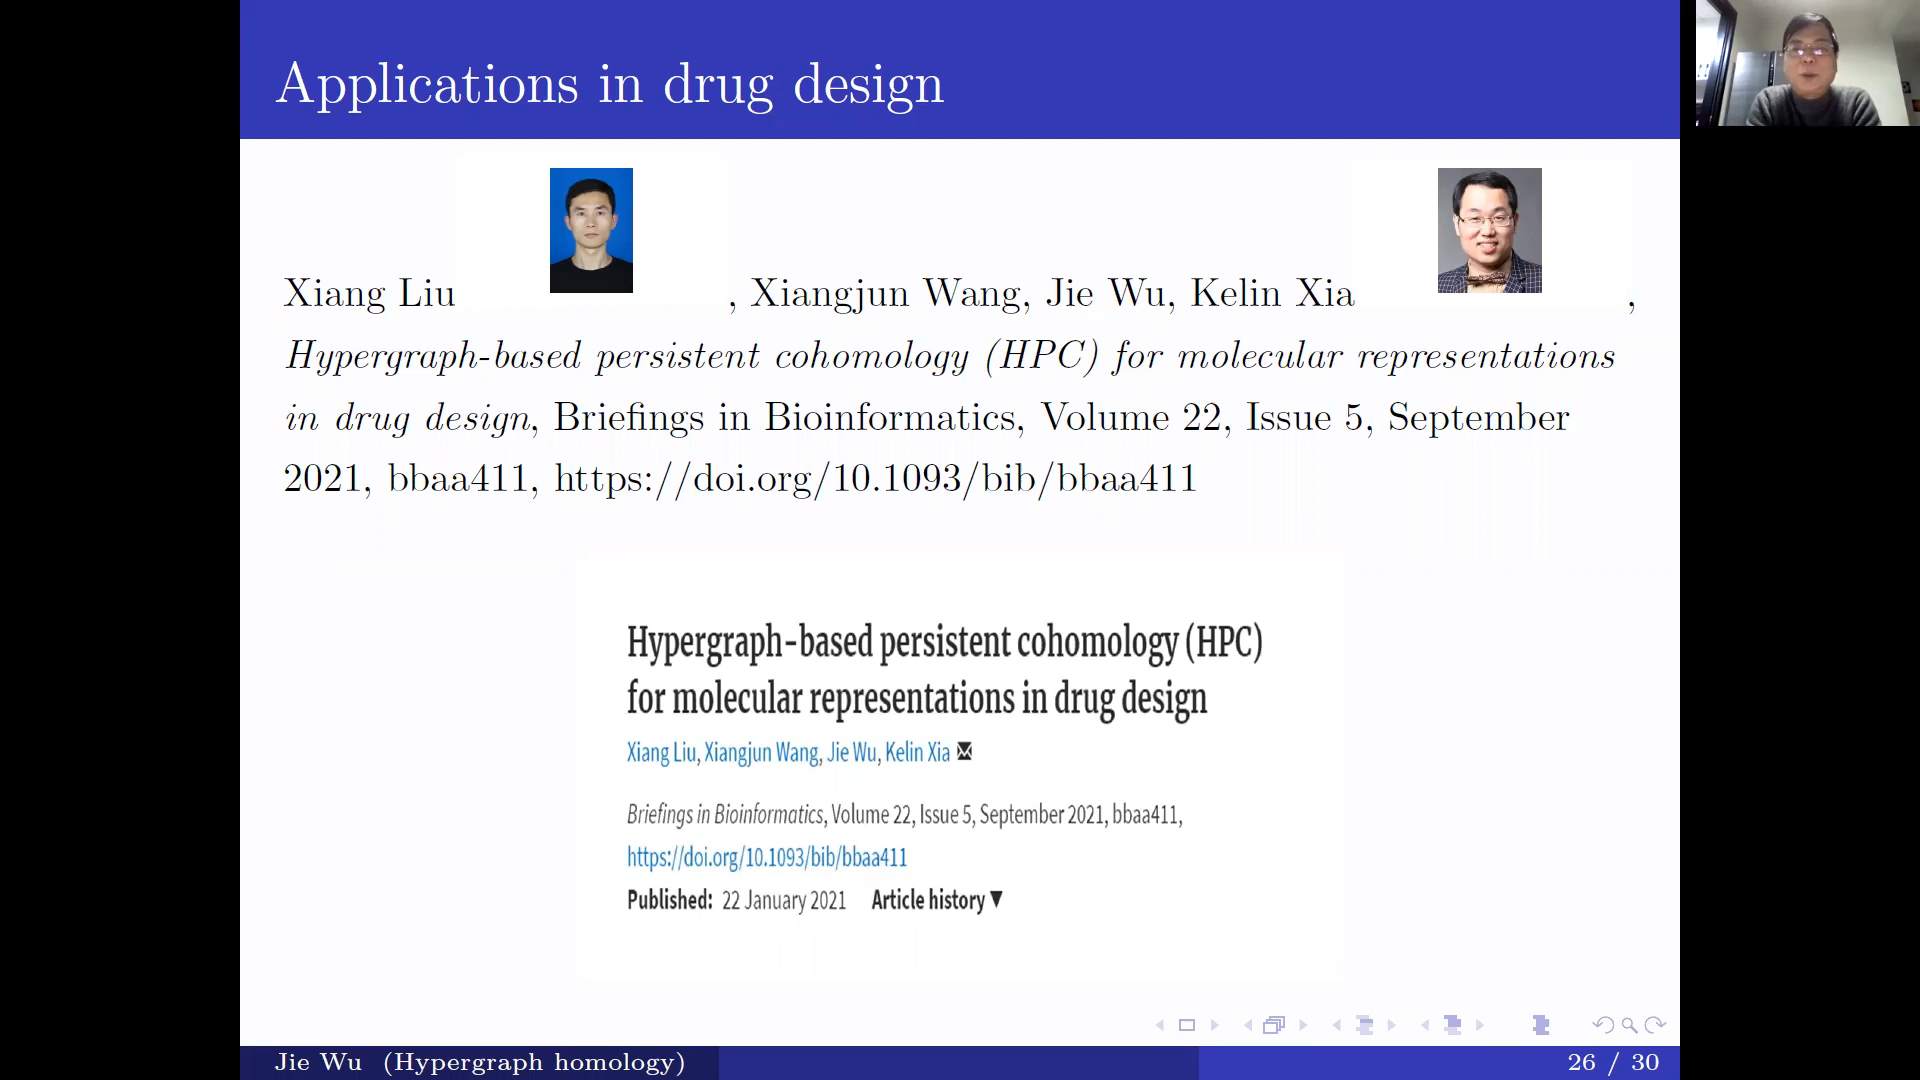 Applications in drug design
Xiang Liu , Xiangjun Wang, Jie Wu, Kelin Xia ,
Hypergraph-based persistent cohomology (HPC) for molecular representations
in drug design, Briefings in Bioinformatics, Volume 22, Issue 5, September
2021, bbaa411, https://doi.org/10.1093/bib/bbaa411
Hypergraph-based persistent cohomology (HPC)
for molecular representations in drug design
Xiang Liu, Xiangjun Wang, Jie Wu, Kelin Xia
Briefings in Bioinformatics, Volume 22, Issue 5, September 2021, bbaa411,
https://doi.org/10.1093/bib/bbaa411
Published: 22 January 2021 Article history ▼
Jie Wu (Hypergraph homology) 26 / 30